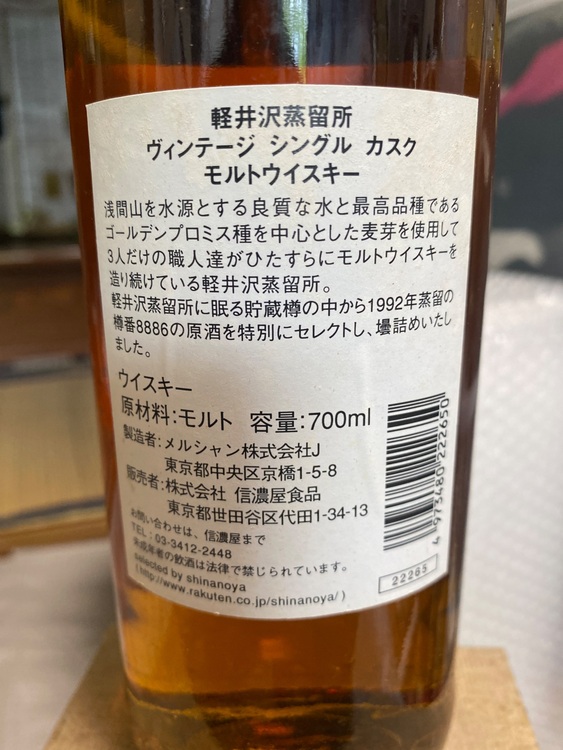 軽井沢蒸留所
ヴィンテージ シングル カスク
モルトウイスキー
浅間山を水源とする良質な水と最高品種である
ゴールデンプロミス種を中心とした麦芽を使用して
3人だけの職人達がひたすらにモルトウイスキーを
造り続けている軽井沢蒸留所。
軽井沢蒸留所に眠る貯蔵樽の中から1992年蒸留の
樽番8886の原酒を特別にセレクトし、壜詰めいたし
ました。
ウイスキー
原材料:モルト 容量:700ml
製造者:メルシャン株式会社J
東京都中央区京橋1-5-8
販売者:株式会社 信濃屋食品
東京都世田谷区代田1-34-13
お問い合わせは、信濃屋まで
TEL:03-3412-2448
未成年者の飲酒は法律で禁じられています。
selected by shinanoya
(http://www.rakuten.co.jp/shinanoya/)
4 973480 222650
22265